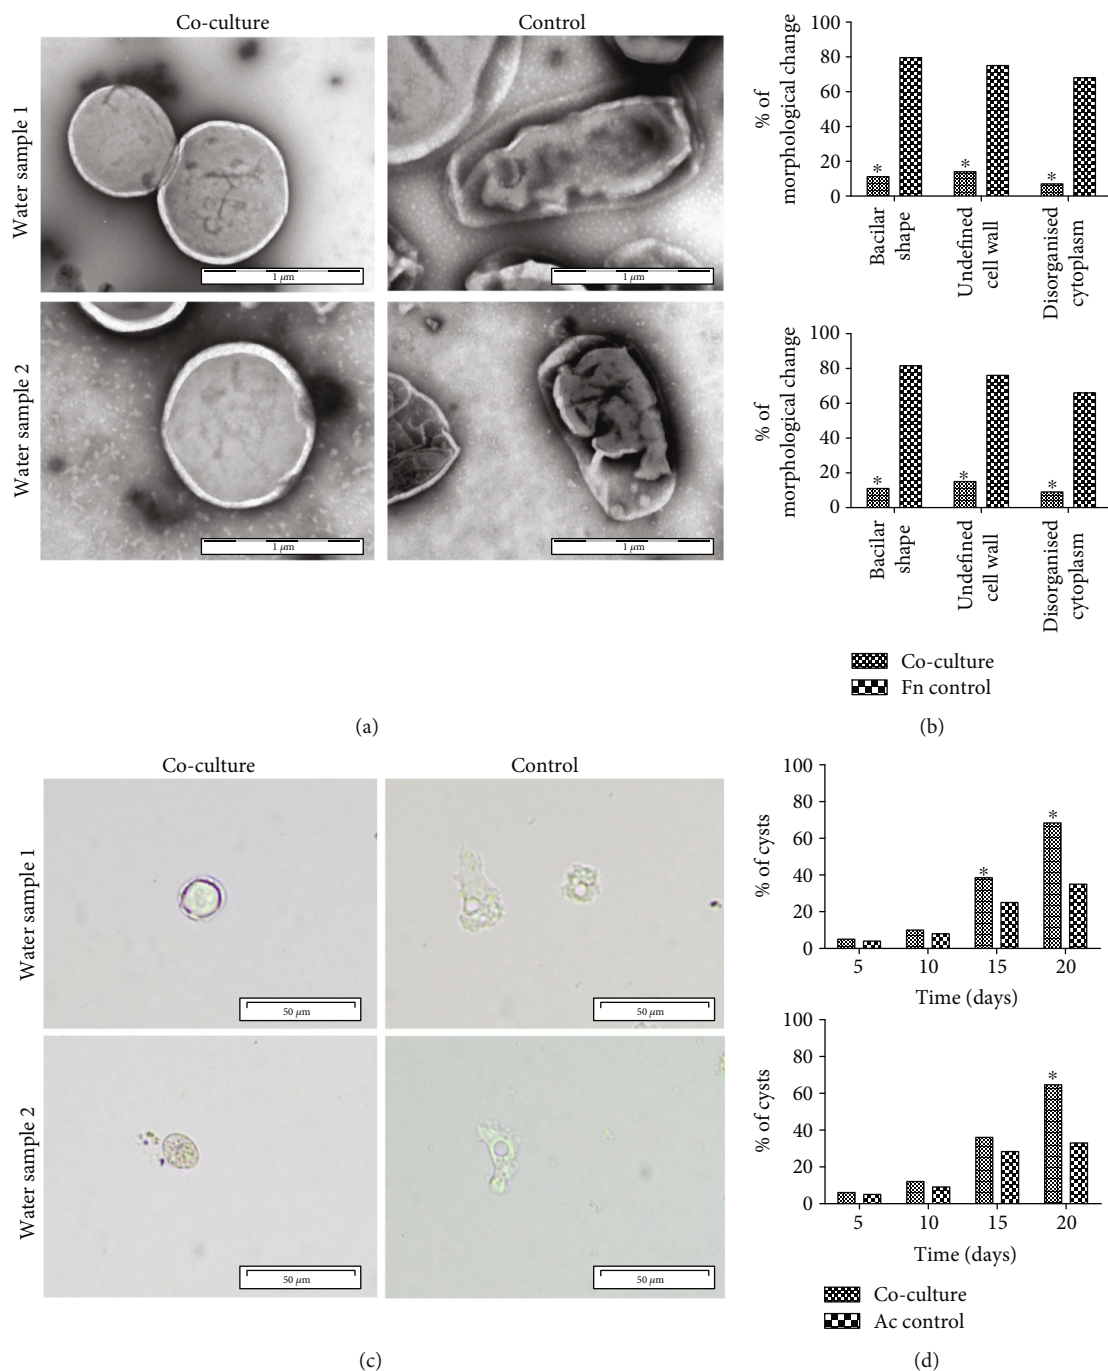 Co-culture
Control
Water sample 1
1 μm
1 μm
Water sample 2
1 μm
1 μm
(a)
% of
morphological change
100
80
60
40
20
0
*
*
*
Bacilar
shape
Undefined
cell wall
Disorganised
cytoplasm
% of
morphological change
100
80
60
40
20
0
*
*
*
Bacilar
shape
Undefined
cell wall
Disorganised
cytoplasm
Co-culture
Fn control
(b)
Co-culture
Control
Water sample 1
50 μm
50 μm
Water sample 2
50 μm
50 μm
(c)
% of cysts
100
80
60
40
20
0
*
*
5 10 15 20
Time (days)
% of cysts
100
80
60
40
20
0
*
5 10 15 20
Time (days)
Co-culture
Ac control
(d)